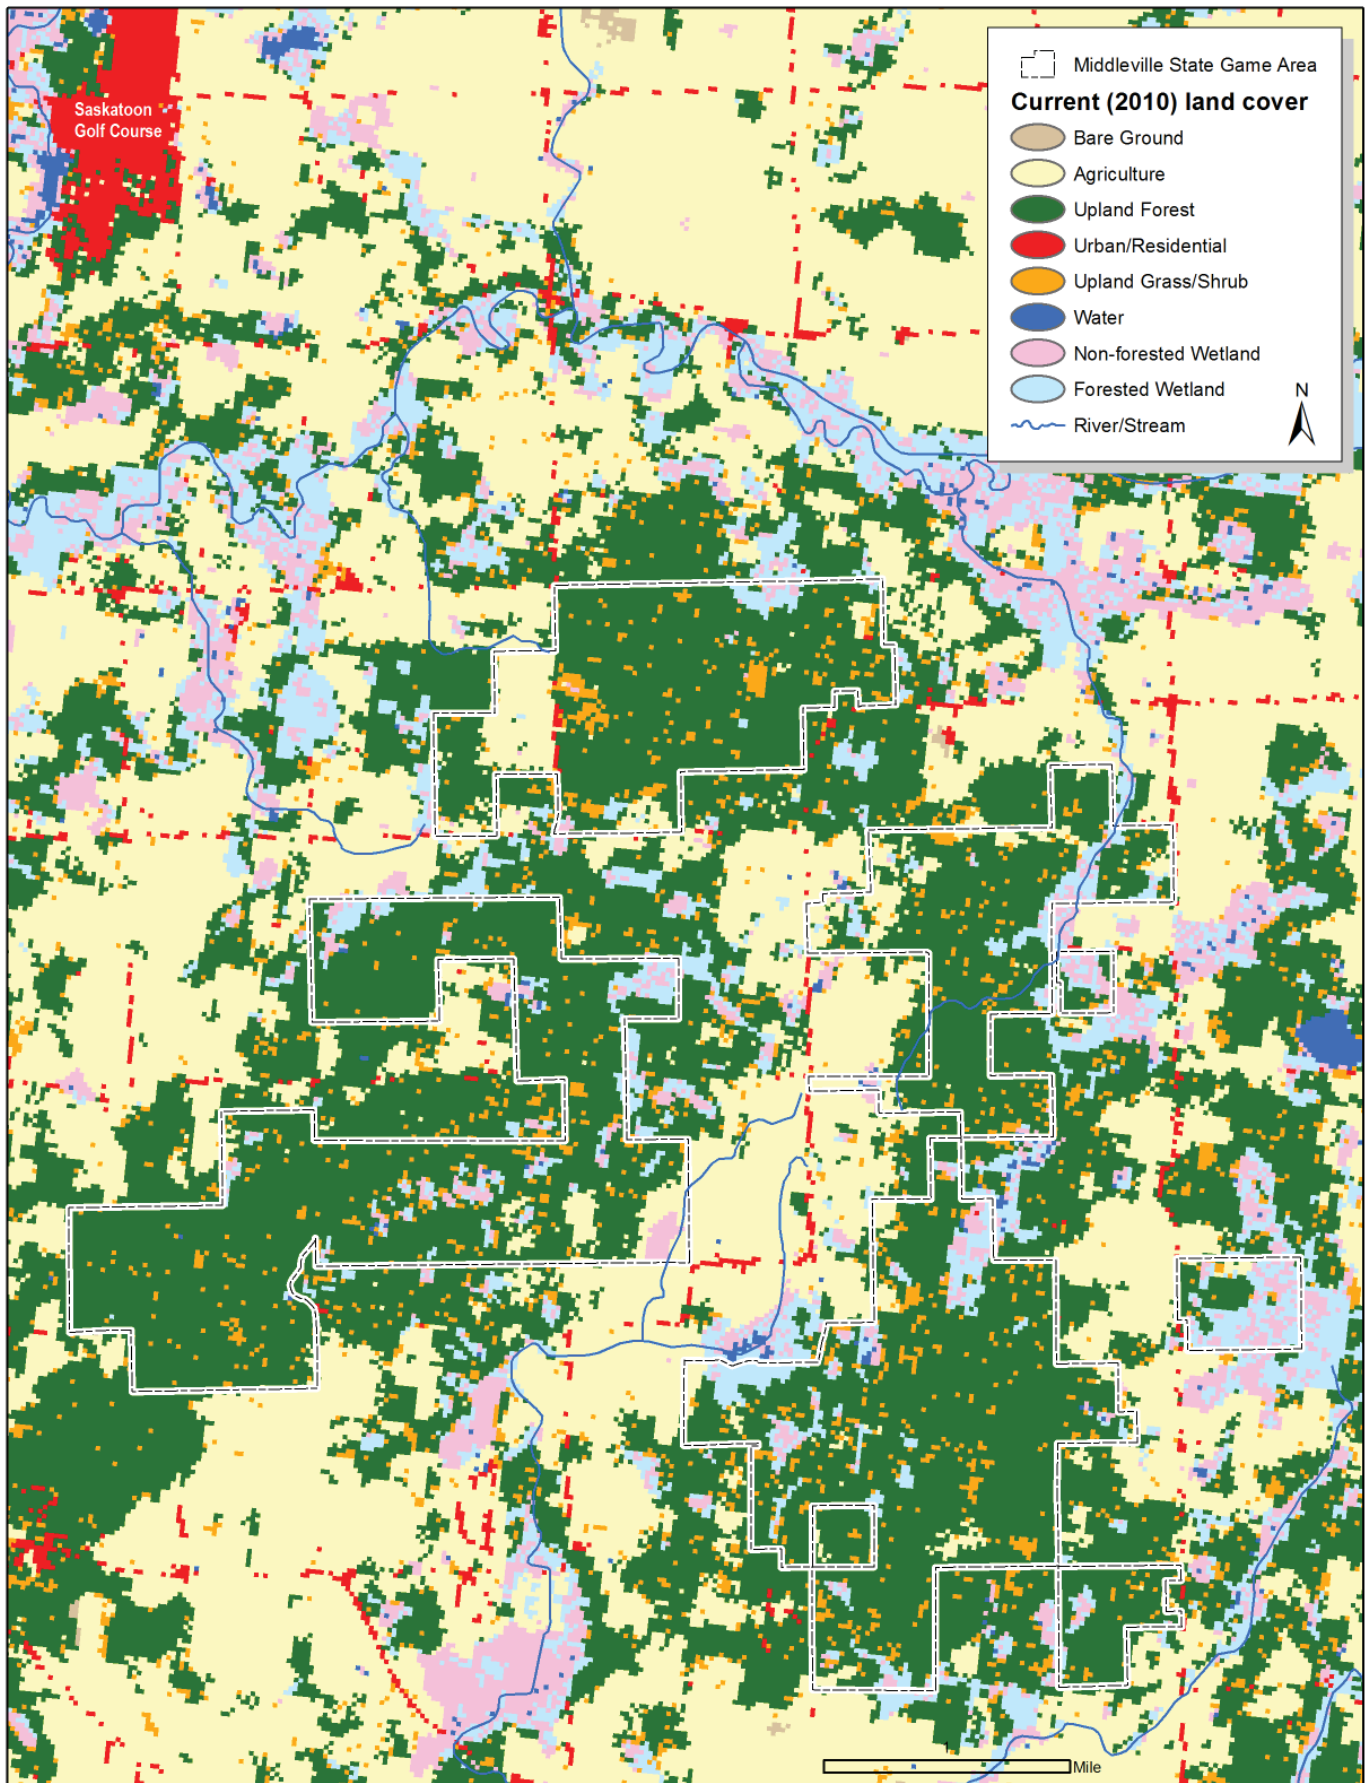 Saskatoon
Golf Course
Middleville State Game Area
Current (2010) land cover
Bare Ground
Agriculture
Upland Forest
Urban/Residential
Upland Grass/Shrub
Water
Non-forested Wetland
Forested Wetland
N
River/Stream
1
Mile